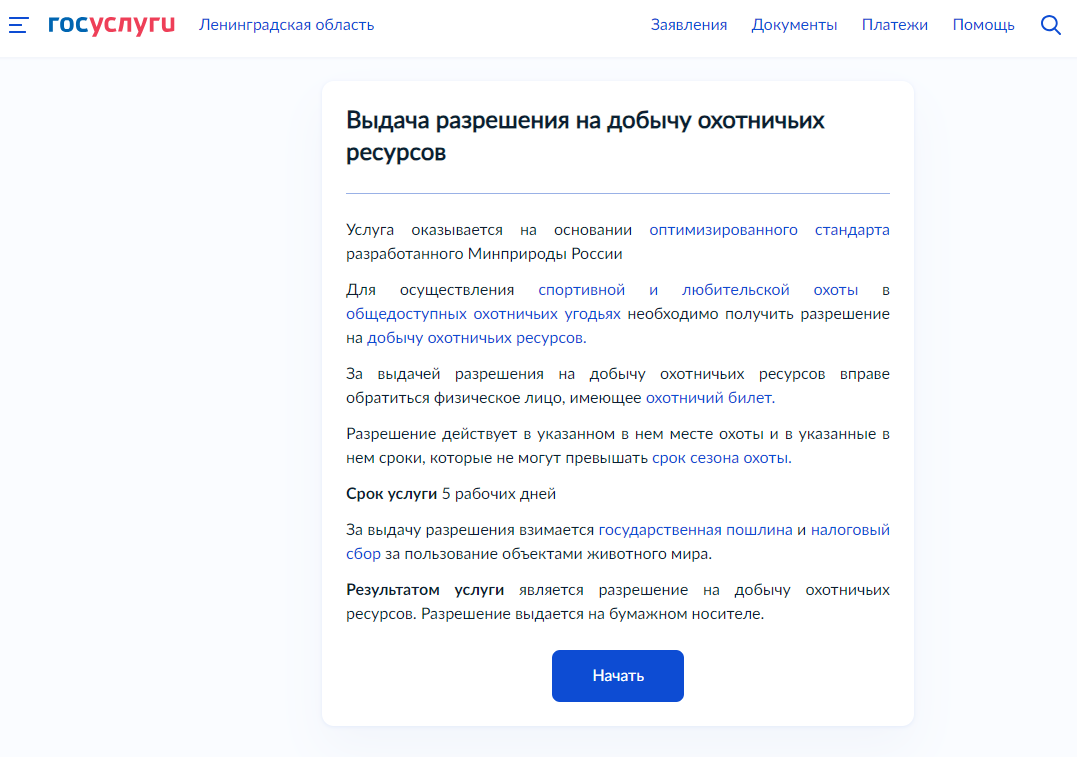 госуслуги Ленинградская область Заявления Документы Платежи Помощь
Выдача разрешения на добычу охотничьих
ресурсов
Услуга оказывается на основании оптимизированного стандарта
разработанного Минприроды России
Для осуществления спортивной и любительской охоты в
общедоступных охотничьих угодьях необходимо получить разрешение
на добычу охотничьих ресурсов.
За выдачей разрешения на добычу охотничьих ресурсов вправе
обратиться физическое лицо, имеющее охотничий билет.
Разрешение действует в указанном в нем месте охоты и в указанные в
нем сроки, которые не могут превышать срок сезона охоты.
Срок услуги 5 рабочих дней
За выдачу разрешения взимается государственная пошлина и налоговый
сбор за пользование объектами животного мира.
Результатом услуги является разрешение на добычу охотничьих
ресурсов. Разрешение выдается на бумажном носителе.
Начать